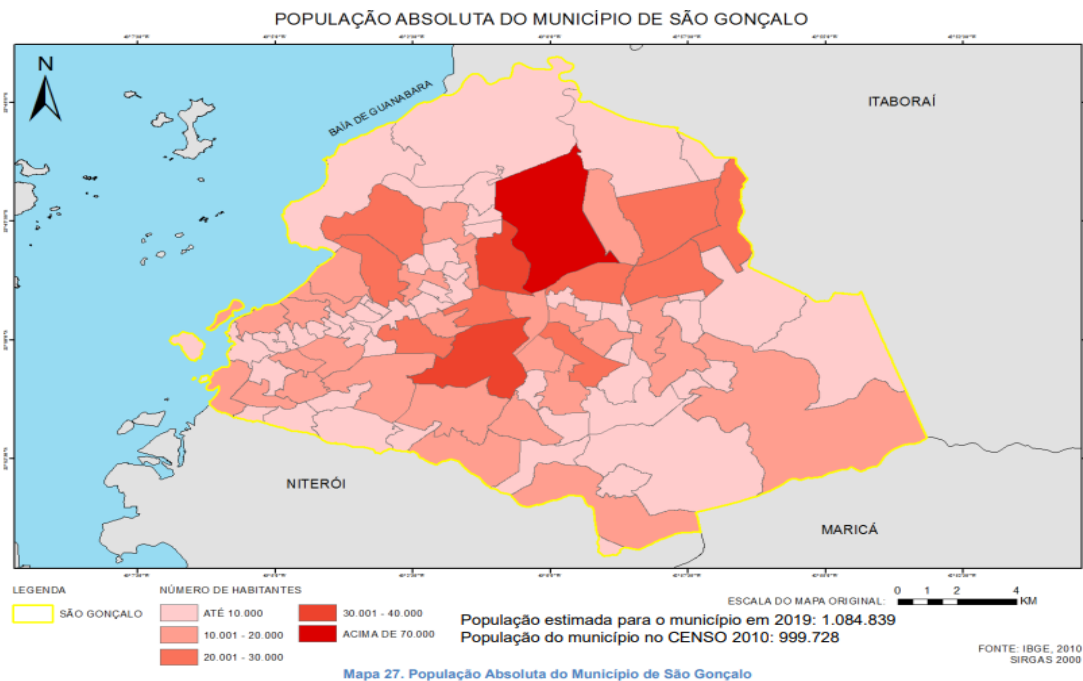 POPULAÇÃO ABSOLUTA DO MUNICÍPIO DE SÃO GONÇALO
N
BAÍA DE GUANABARA
ITABORAÍ
NITERÓI
MARICÁ
LEGENDA
SÃO GONÇALO
NÚMERO DE HABITANTES
ATÉ 10.000
10.001 - 20.000
20.001 - 30.000
30.001 - 40.000
ACIMA DE 70.000
ESCALA DO MAPA ORIGINAL:
0 1 2 4
KM
População estimada para o município em 2019: 1.084.839
População do município no CENSO 2010: 999.728
FONTE: IBGE, 2010
SIRGAS 2000
Mapa 27. População Absoluta do Município de São Gonçalo